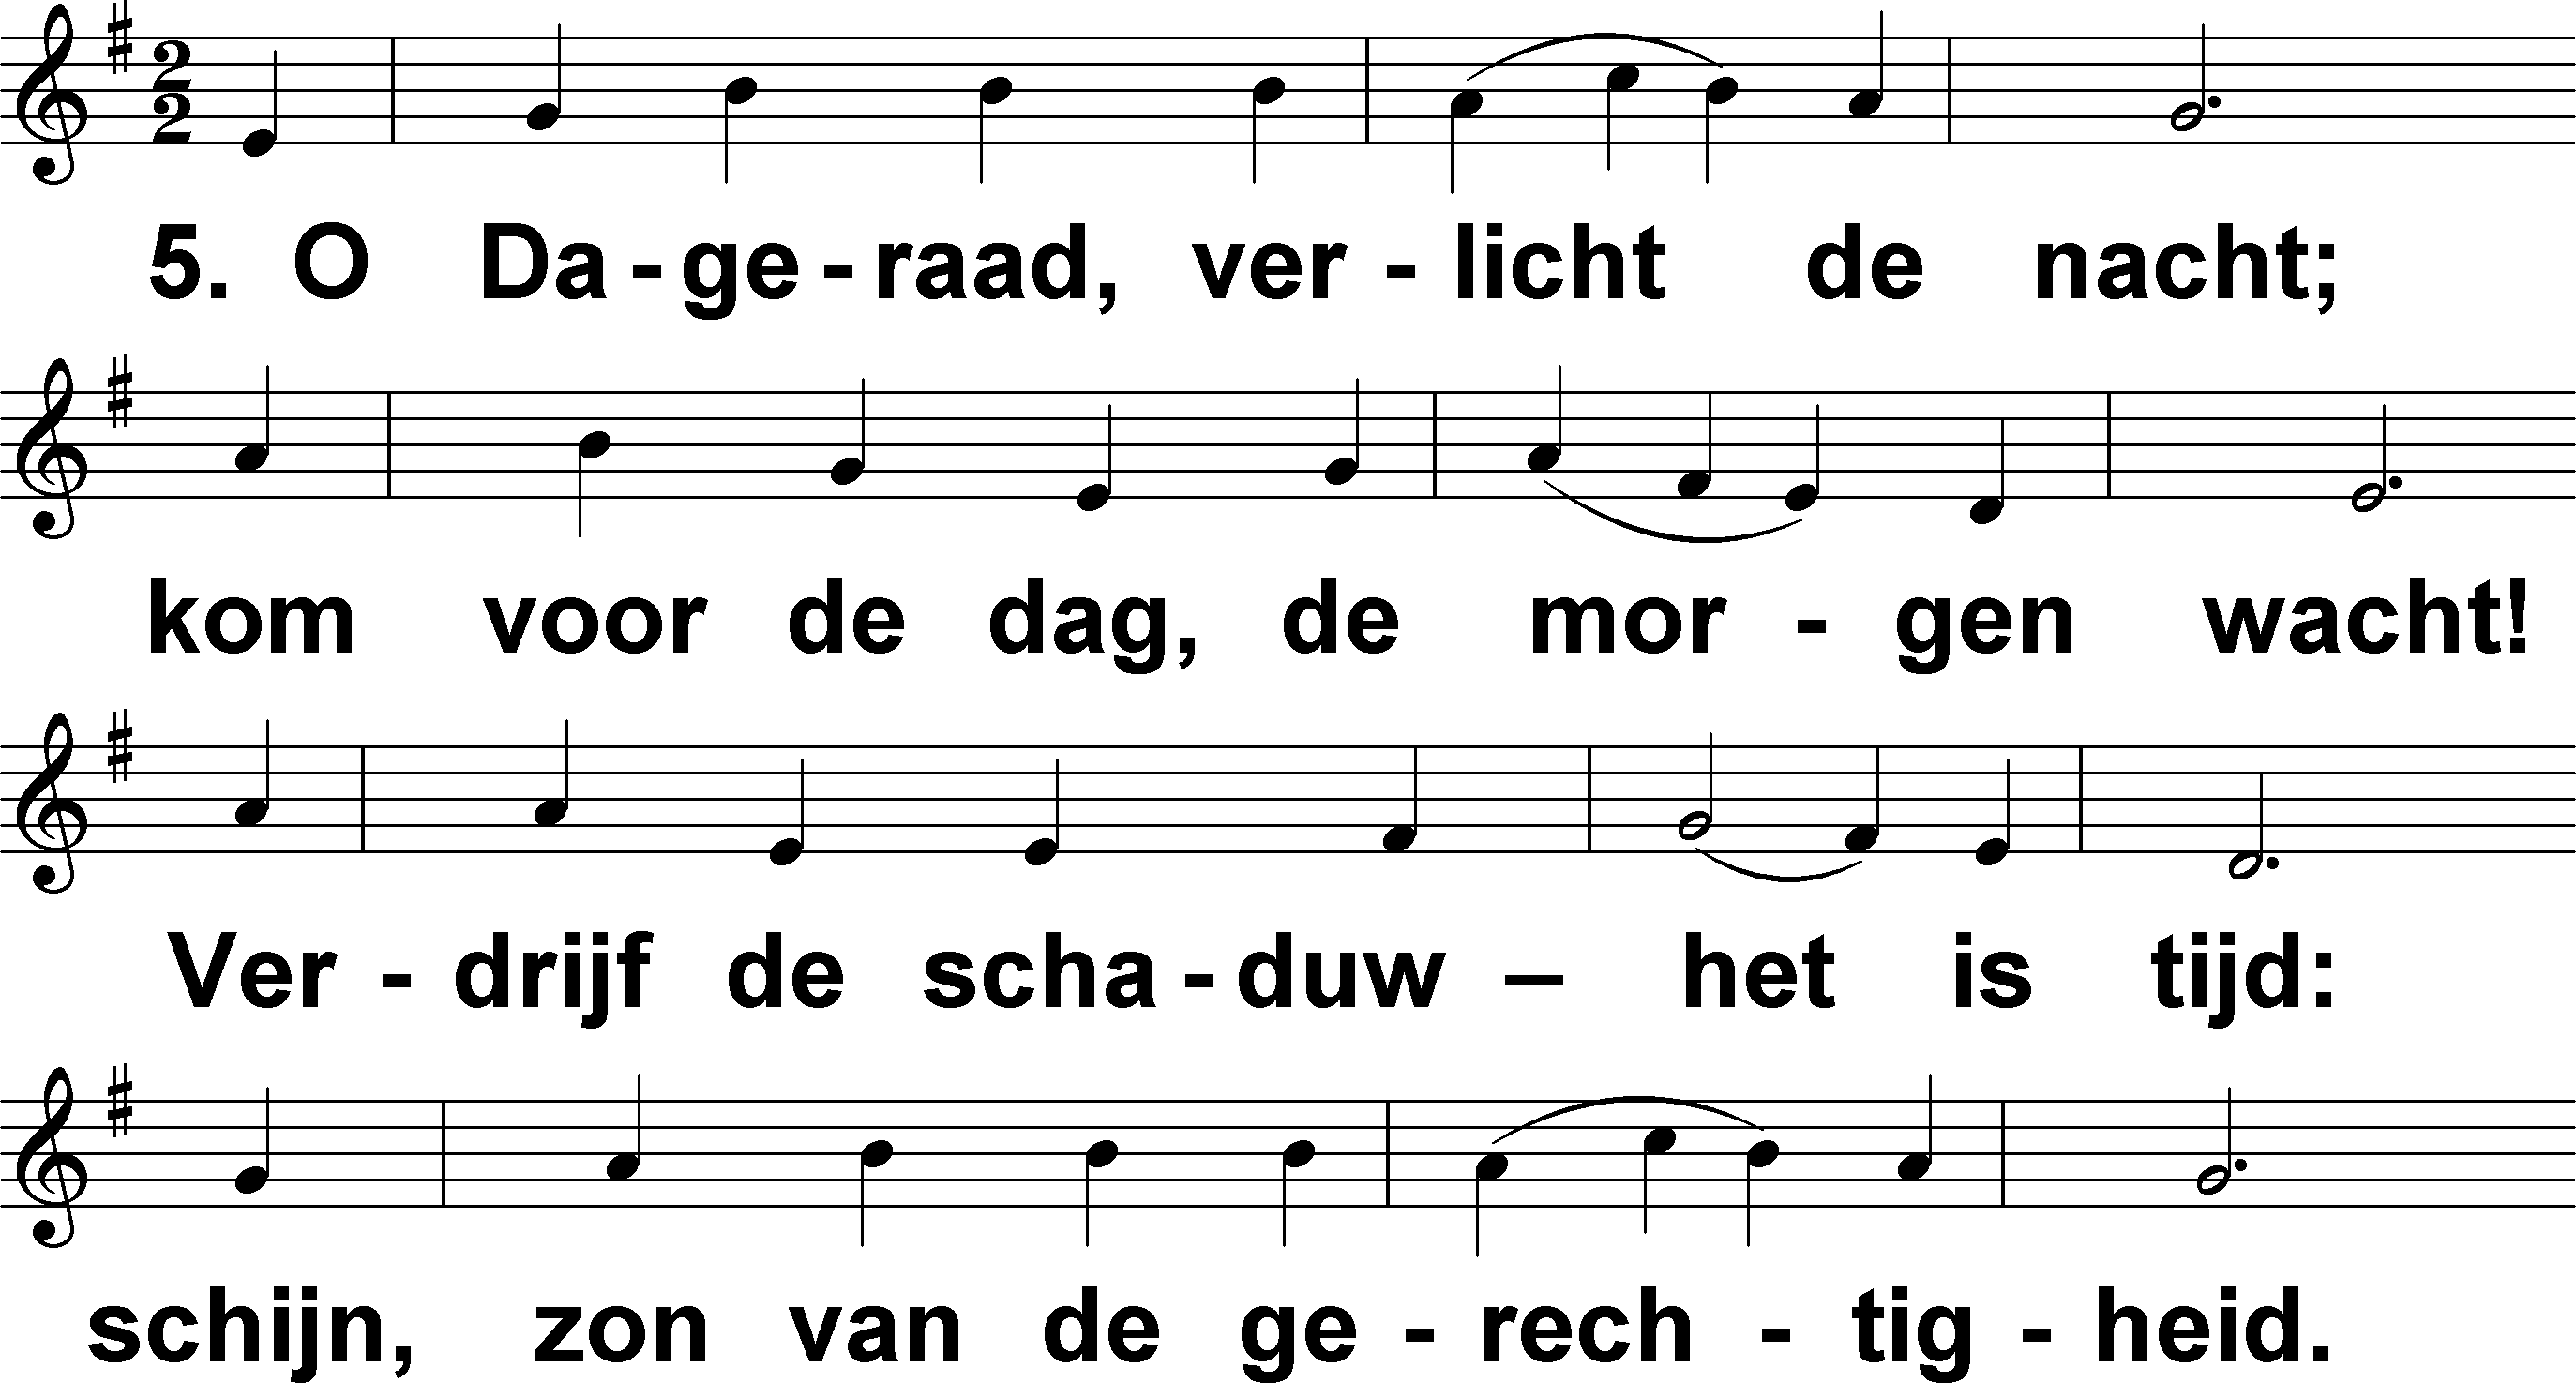 5. O Da - ge - raad, ver - licht de nacht;
kom voor de dag, de mor - gen wacht!
Ver - drijf de scha - duw – het is tijd:
schijn, zon van de ge - rech - tig - heid.